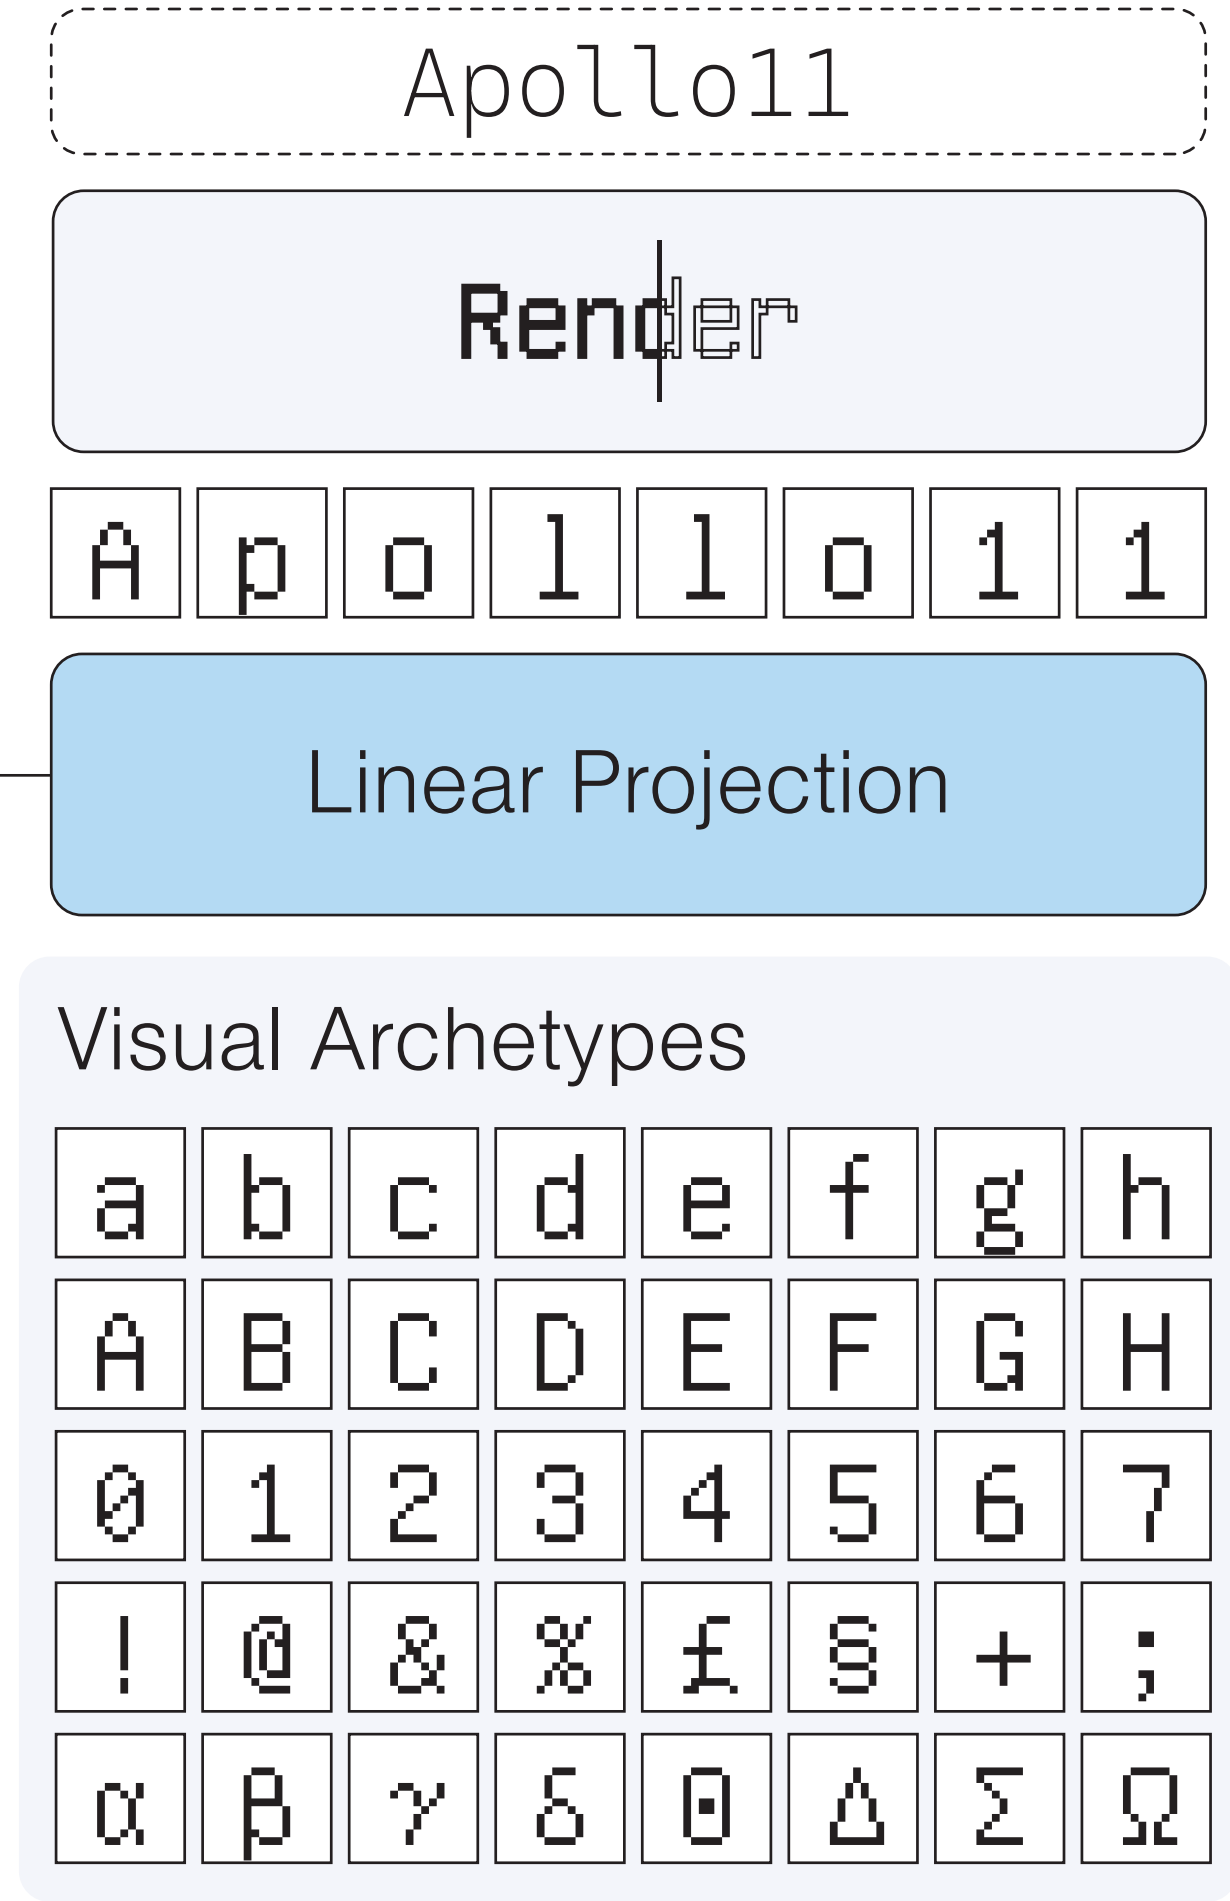 Apollo11
Render
A p o l l o 1 1
Linear Projection
Visual Archetypes
a b c d e f g h
A B C D E F G H
0 1 2 3 4 5 6 7
! @ & % £ § + ;
α β γ δ θ Δ Σ Ω